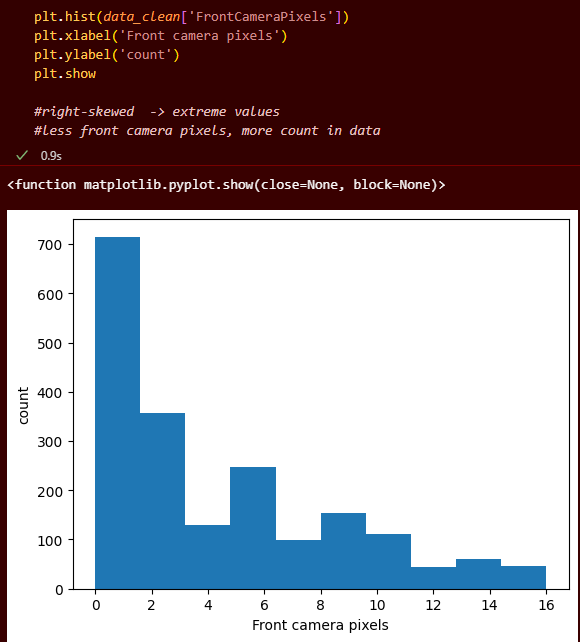 plt.hist(data_clean['FrontCameraPixels'])
plt.xlabel('Front camera pixels')
plt.ylabel('count')
plt.show
#right-skewed  -> extreme values
#less front camera pixels, more count in data
0.9s
<function matplotlib.pyplot.show(close=None, block=None)>
700
600
500
400
300
200
100
0
count
0 2 4 6 8 10 12 14 16
Front camera pixels